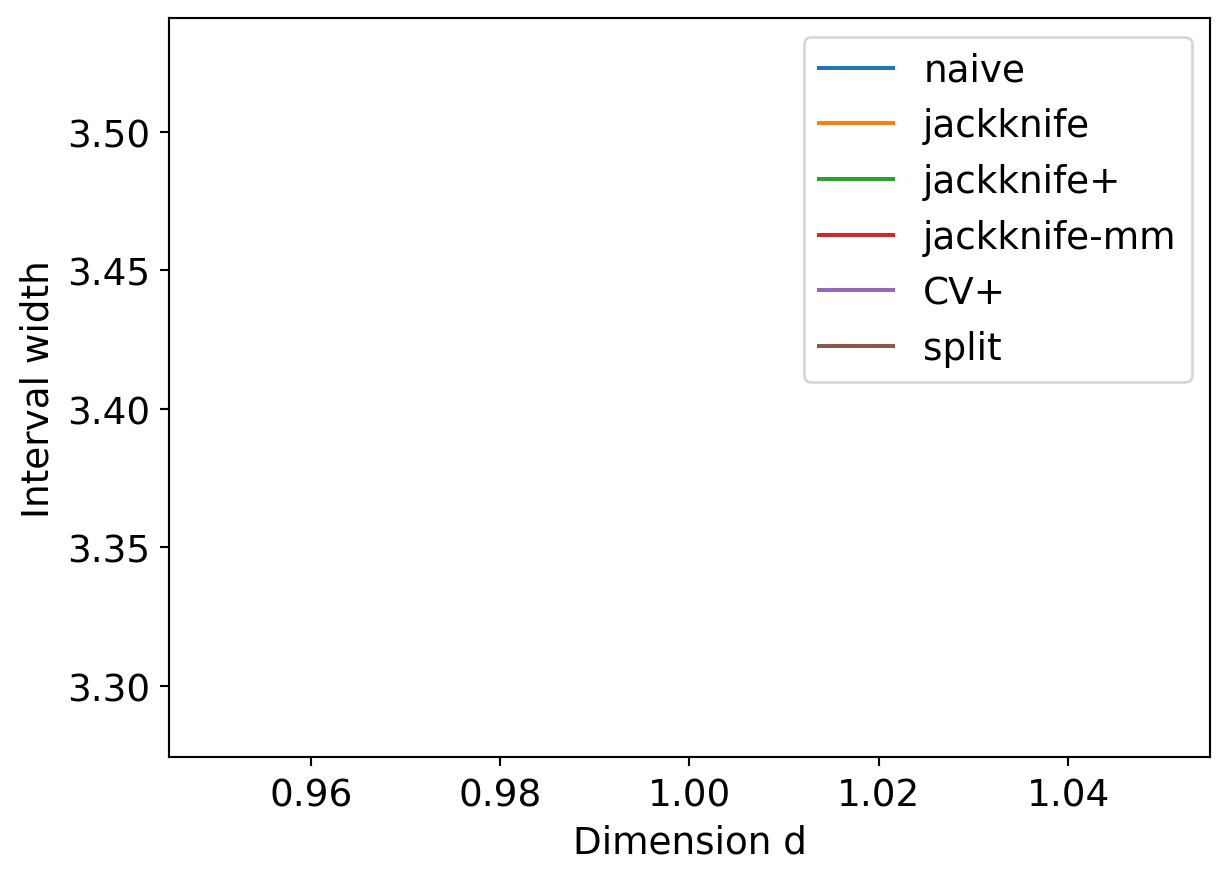 naive
jackknife
jackknife+
jackknife-mm
CV+
split
3.50
3.45
3.40
3.35
3.30
Interval width
0.96 0.98 1.00 1.02 1.04
Dimension d